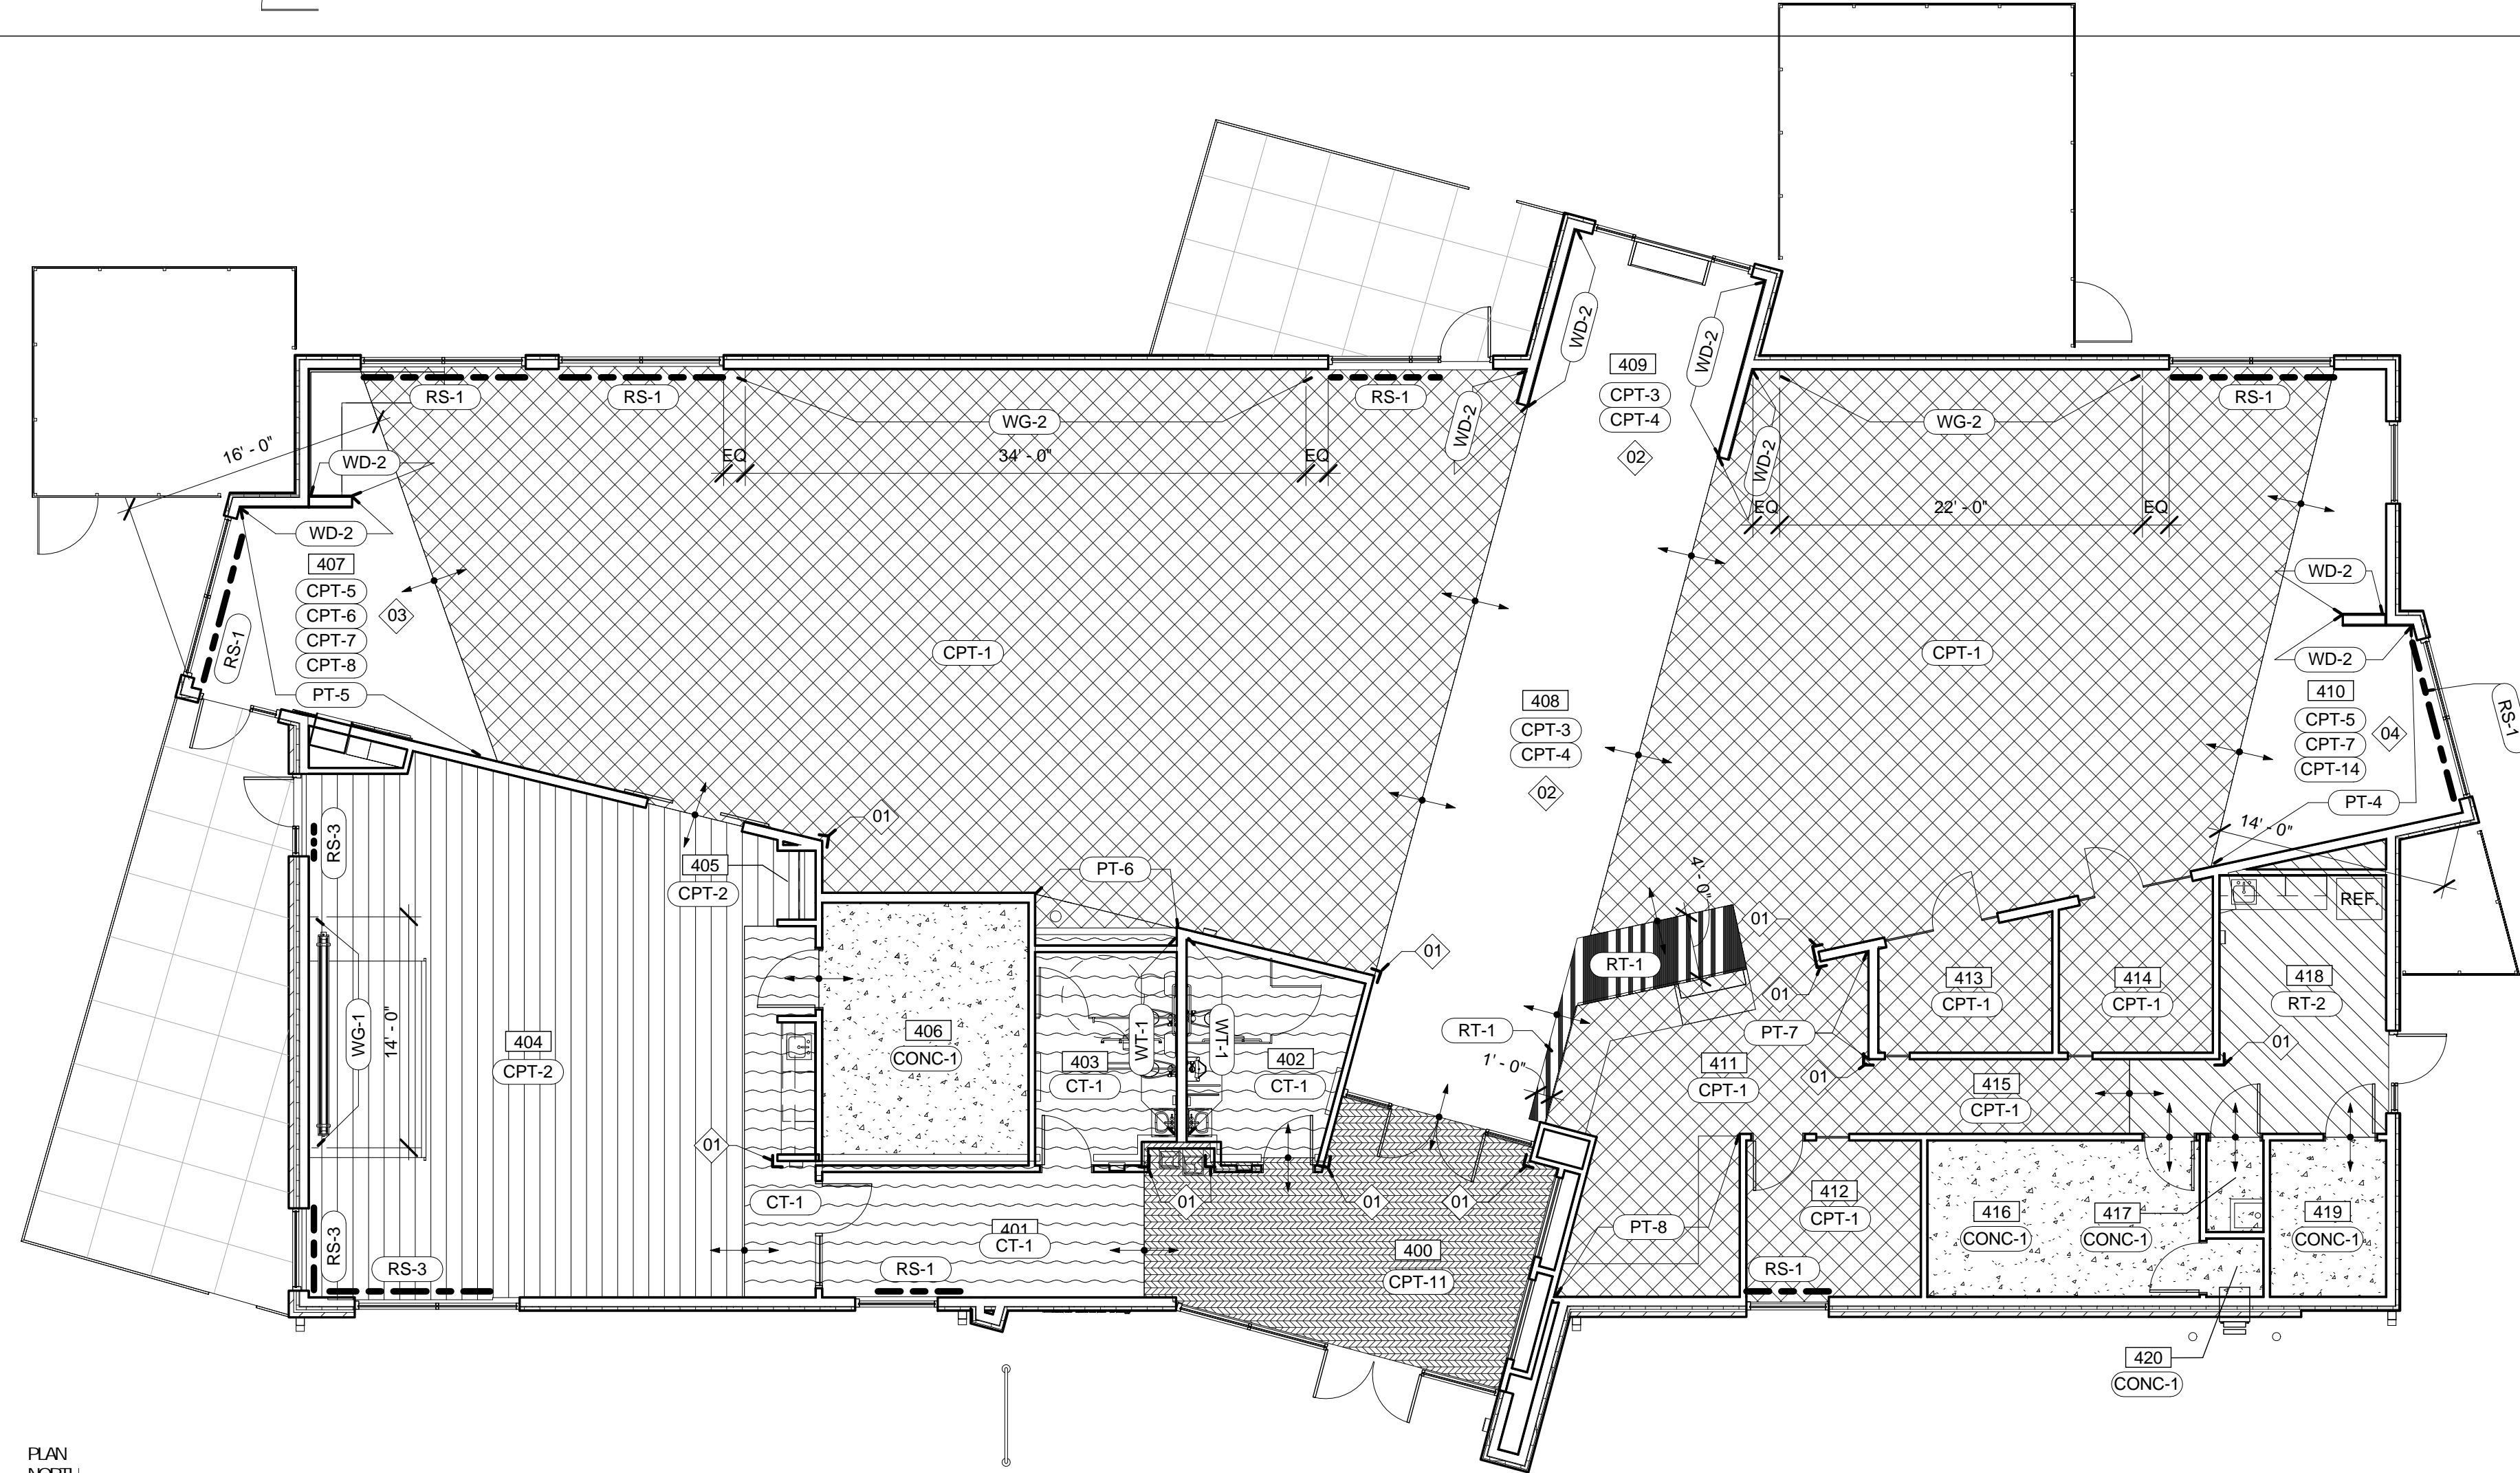 RS-1
RS-1
RS-1
WG-2
EQ
34' - 0"
EQ
16' - 0"
WD-2
WD-2
WD-2
WD-2
409
CPT-3
CPT-4
02
WD-2
WD-2
WG-2
RS-1
EQ
22' - 0"
EQ
WD-2
407
CPT-5
CPT-6
CPT-7
CPT-8
03
RS-1
PT-5
CPT-1
CPT-1
408
CPT-3
CPT-4
02
WD-2
WD-2
410
CPT-5
CPT-7
CPT-14
04
RS-1
PT-4
14' - 0"
RS-3
01
405
CPT-2
PT-6
4' - 0"
01
REF.
01
RT-1
01
413
CPT-1
414
CPT-1
418
RT-2
WG-1
14' - 0"
404
CPT-2
406
CONC-1
403
CT-1
WT-1
WT-1
402
CT-1
RT-1
1' - 0"
PT-7
411
CPT-1
01
415
CPT-1
01
01
CT-1
401
CT-1
01
01
01
400
CPT-11
PT-8
412
CPT-1
416
CONC-1
417
CONC-1
419
CONC-1
RS-3
RS-3
RS-1
RS-1
420
CONC-1
PLAN
NORTH